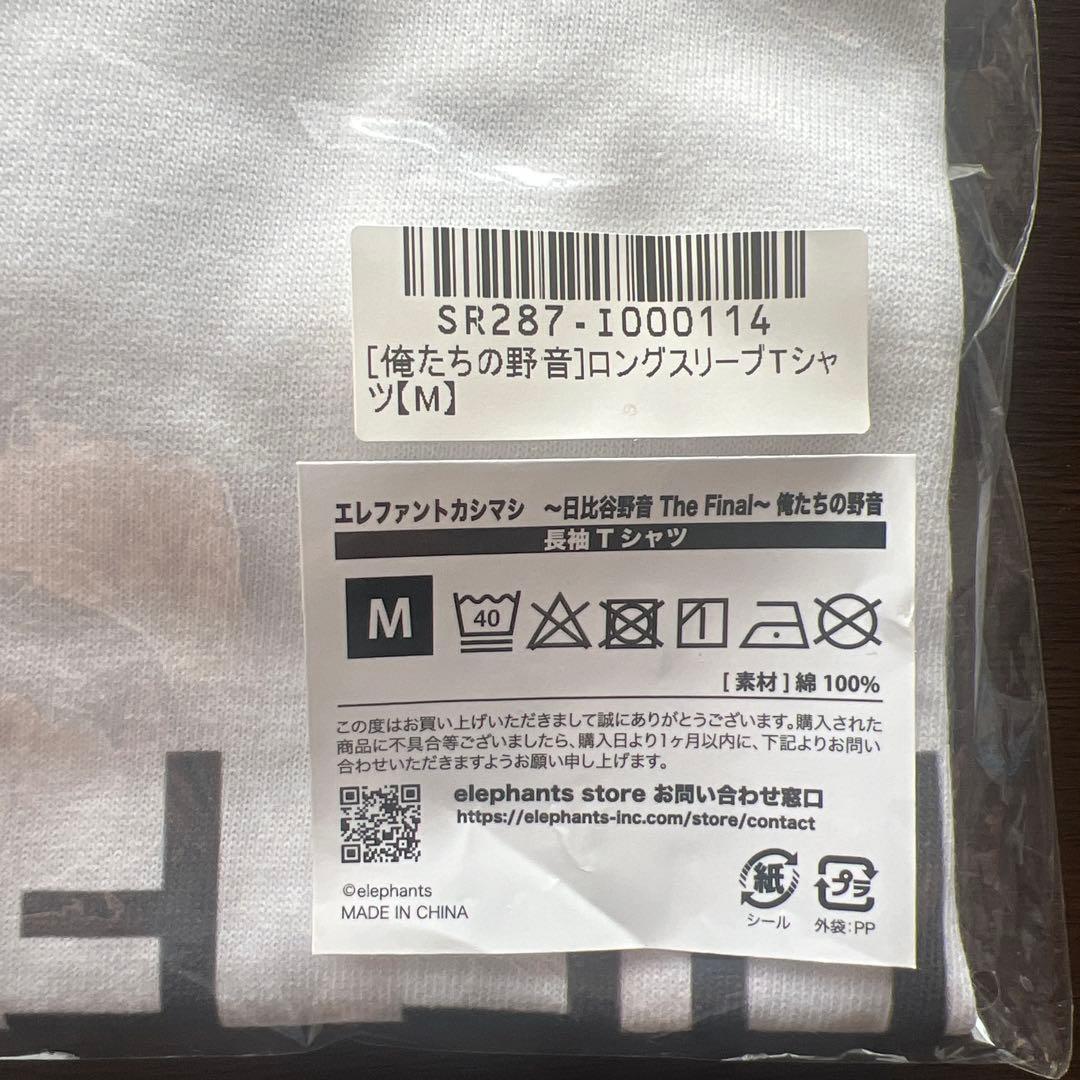 SR287-I000114
[俺たちの野音]ロングスリーブTシャ
ツ【M】
エレファントカシマシ ～日比谷野音 The Final～ 俺たちの野音
長袖Tシャツ
M
40
[ 素材 ] 綿 100%
この度はお買い上げいただきまして誠にありがとうございます。購入された
商品に不具合等ございましたら、購入日より1ヶ月以内に、下記よりお問い
合わせいただきますようお願い申し上げます。
elephants store お問い合わせ窓口
https://elephants-inc.com/store/contact
©elephants
MADE IN CHINA
紙
シール
プラ
外袋:PP